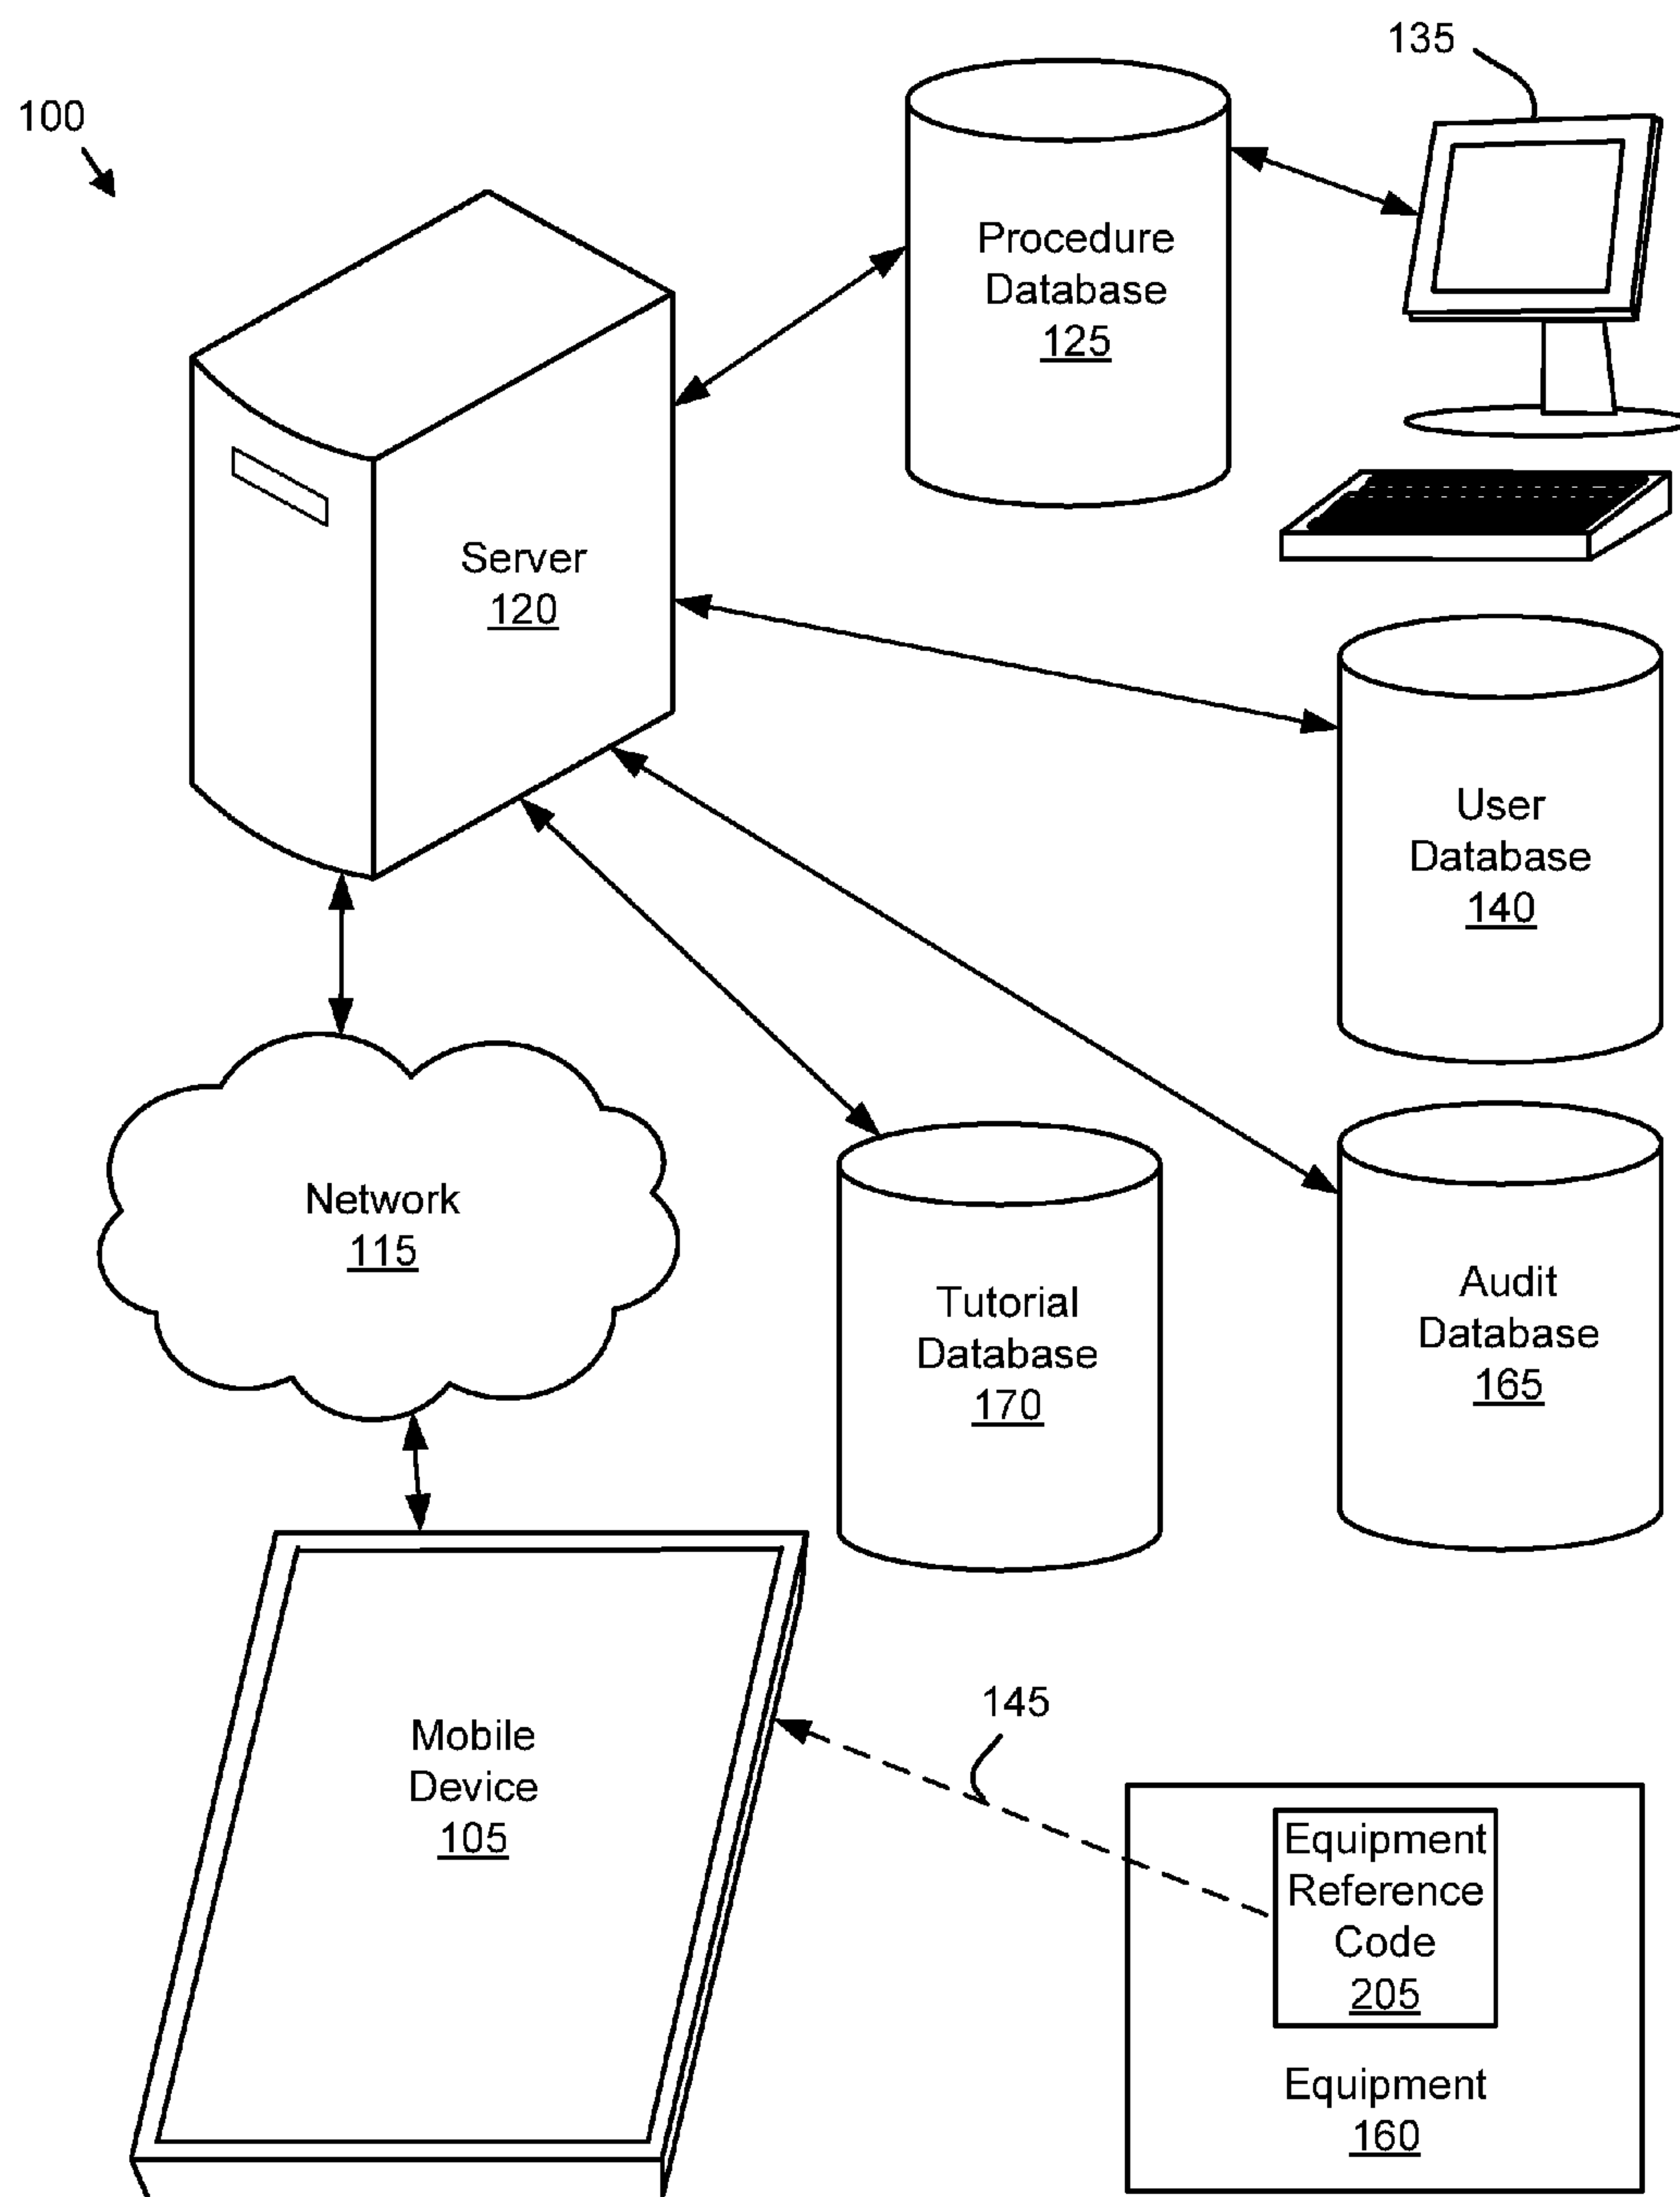 135
100
Procedure
Database
125
Server
120
User
Database
140
Network
115
Tutorial
Database
170
Audit
Database
165
145
Mobile
Device
105
Equipment
Reference
Code
205
Equipment
160